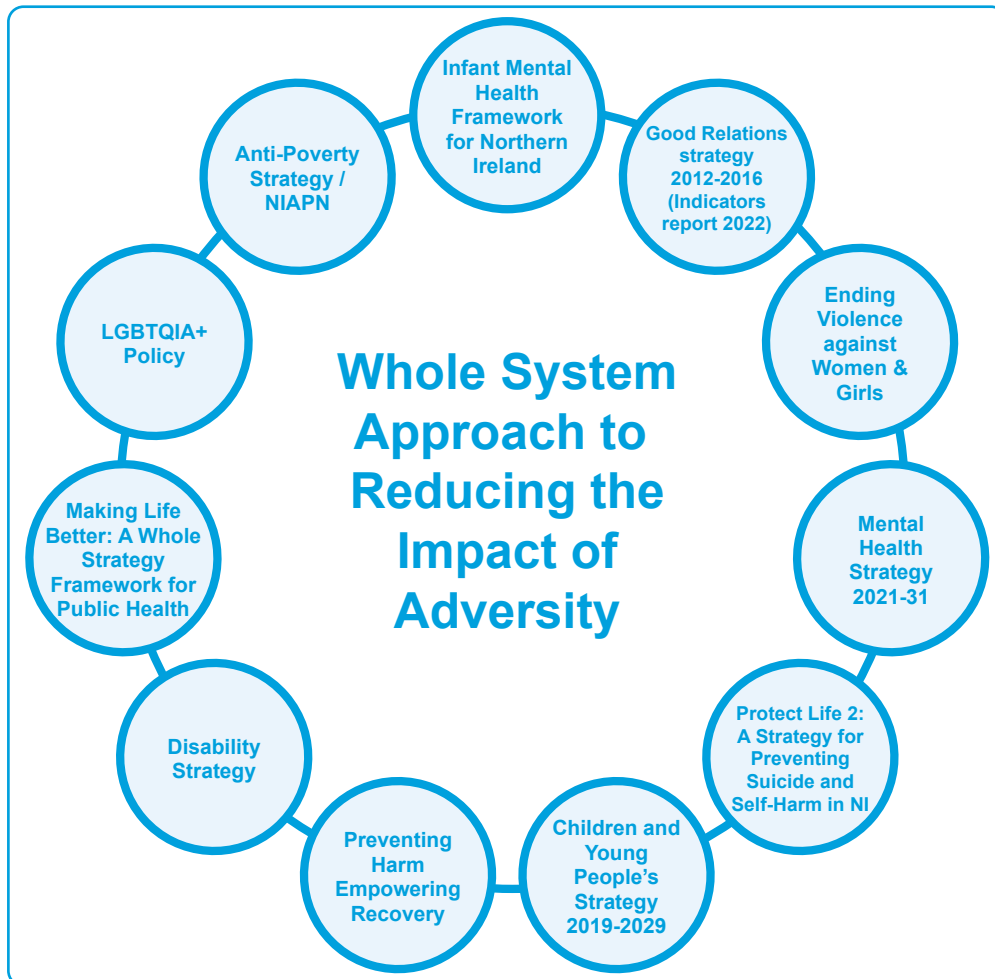 Infant Mental
Health
Framework
for Northern
Ireland
Good Relations
strategy
2012-2016
(Indicators
report 2022)
Ending
Violence
against
Women &
Girls
Mental
Health
Strategy
2021-31
Protect Life 2:
A Strategy for
Preventing
Suicide and
Self-Harm in NI
Children and
Young
People’s
Strategy
2019-2029
Preventing
Harm
Empowering
Recovery
Disability
Strategy
Making Life
Better: A Whole
Strategy
Framework for
Public Health
LGBTQIA+
Policy
Anti-Poverty
Strategy /
NIAPN
Whole System
Approach to
Reducing the
Impact of
Adversity